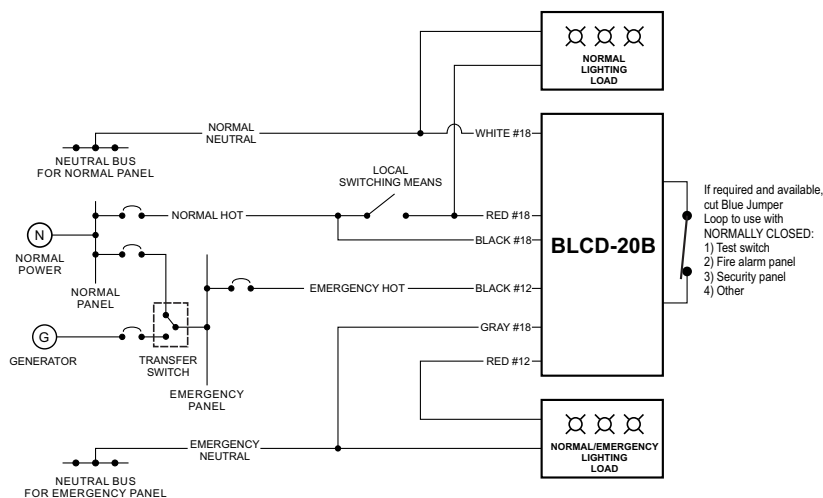 NORMAL
LIGHTING
LOAD
NORMAL
NEUTRAL
WHITE #18
NEUTRAL BUS
FOR NORMAL PANEL
LOCAL
SWITCHING MEANS
NORMAL HOT
RED #18
BLACK #18
N
NORMAL
POWER
NORMAL
PANEL
BLCD-20B
If required and available,
cut Blue Jumper
Loop to use with
NORMALLY CLOSED:
1) Test switch
2) Fire alarm panel
3) Security panel
4) Other
EMERGENCY HOT
BLACK #12
GRAY #18
G
GENERATOR
TRANSFER
SWITCH
RED #12
EMERGENCY
PANEL
NORMAL/EMERGENCY
LIGHTING
LOAD
EMERGENCY
NEUTRAL
NEUTRAL BUS
FOR EMERGENCY PANEL